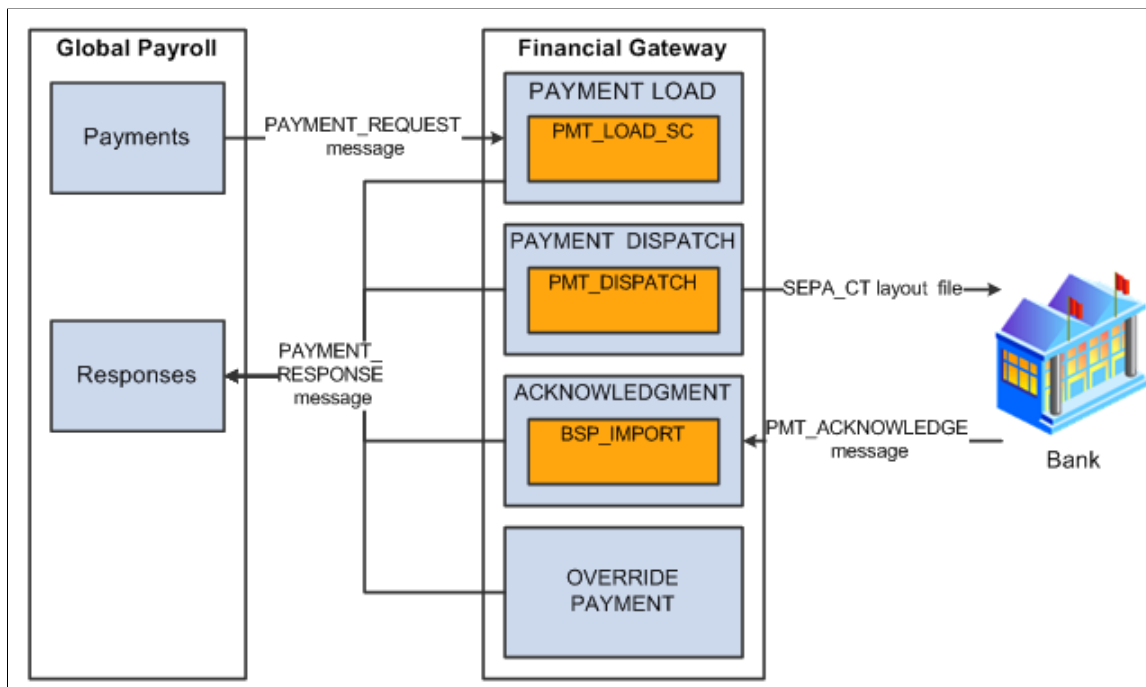 Global Payroll
Financial Gateway
Payments
PAYMENT_REQUEST
message
PAYMENT LOAD
PMT_LOAD_SC
PAYMENT DISPATCH
PMT_DISPATCH
SEPA_CT layout file
Responses
PAYMENT_
RESPONSE
message
ACKNOWLEDGMENT
BSP_IMPORT
PMT_ACKNOWLEDGE
message
Bank
OVERRIDE
PAYMENT